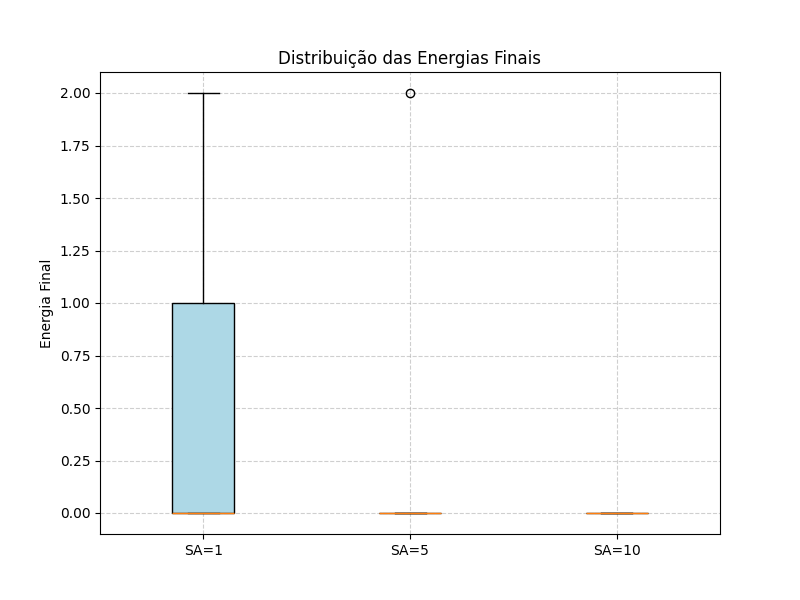 Distribuição das Energias Finais
Energia Final
2.00
1.75
1.50
1.25
1.00
0.75
0.50
0.25
0.00
SA=1
SA=5
SA=10